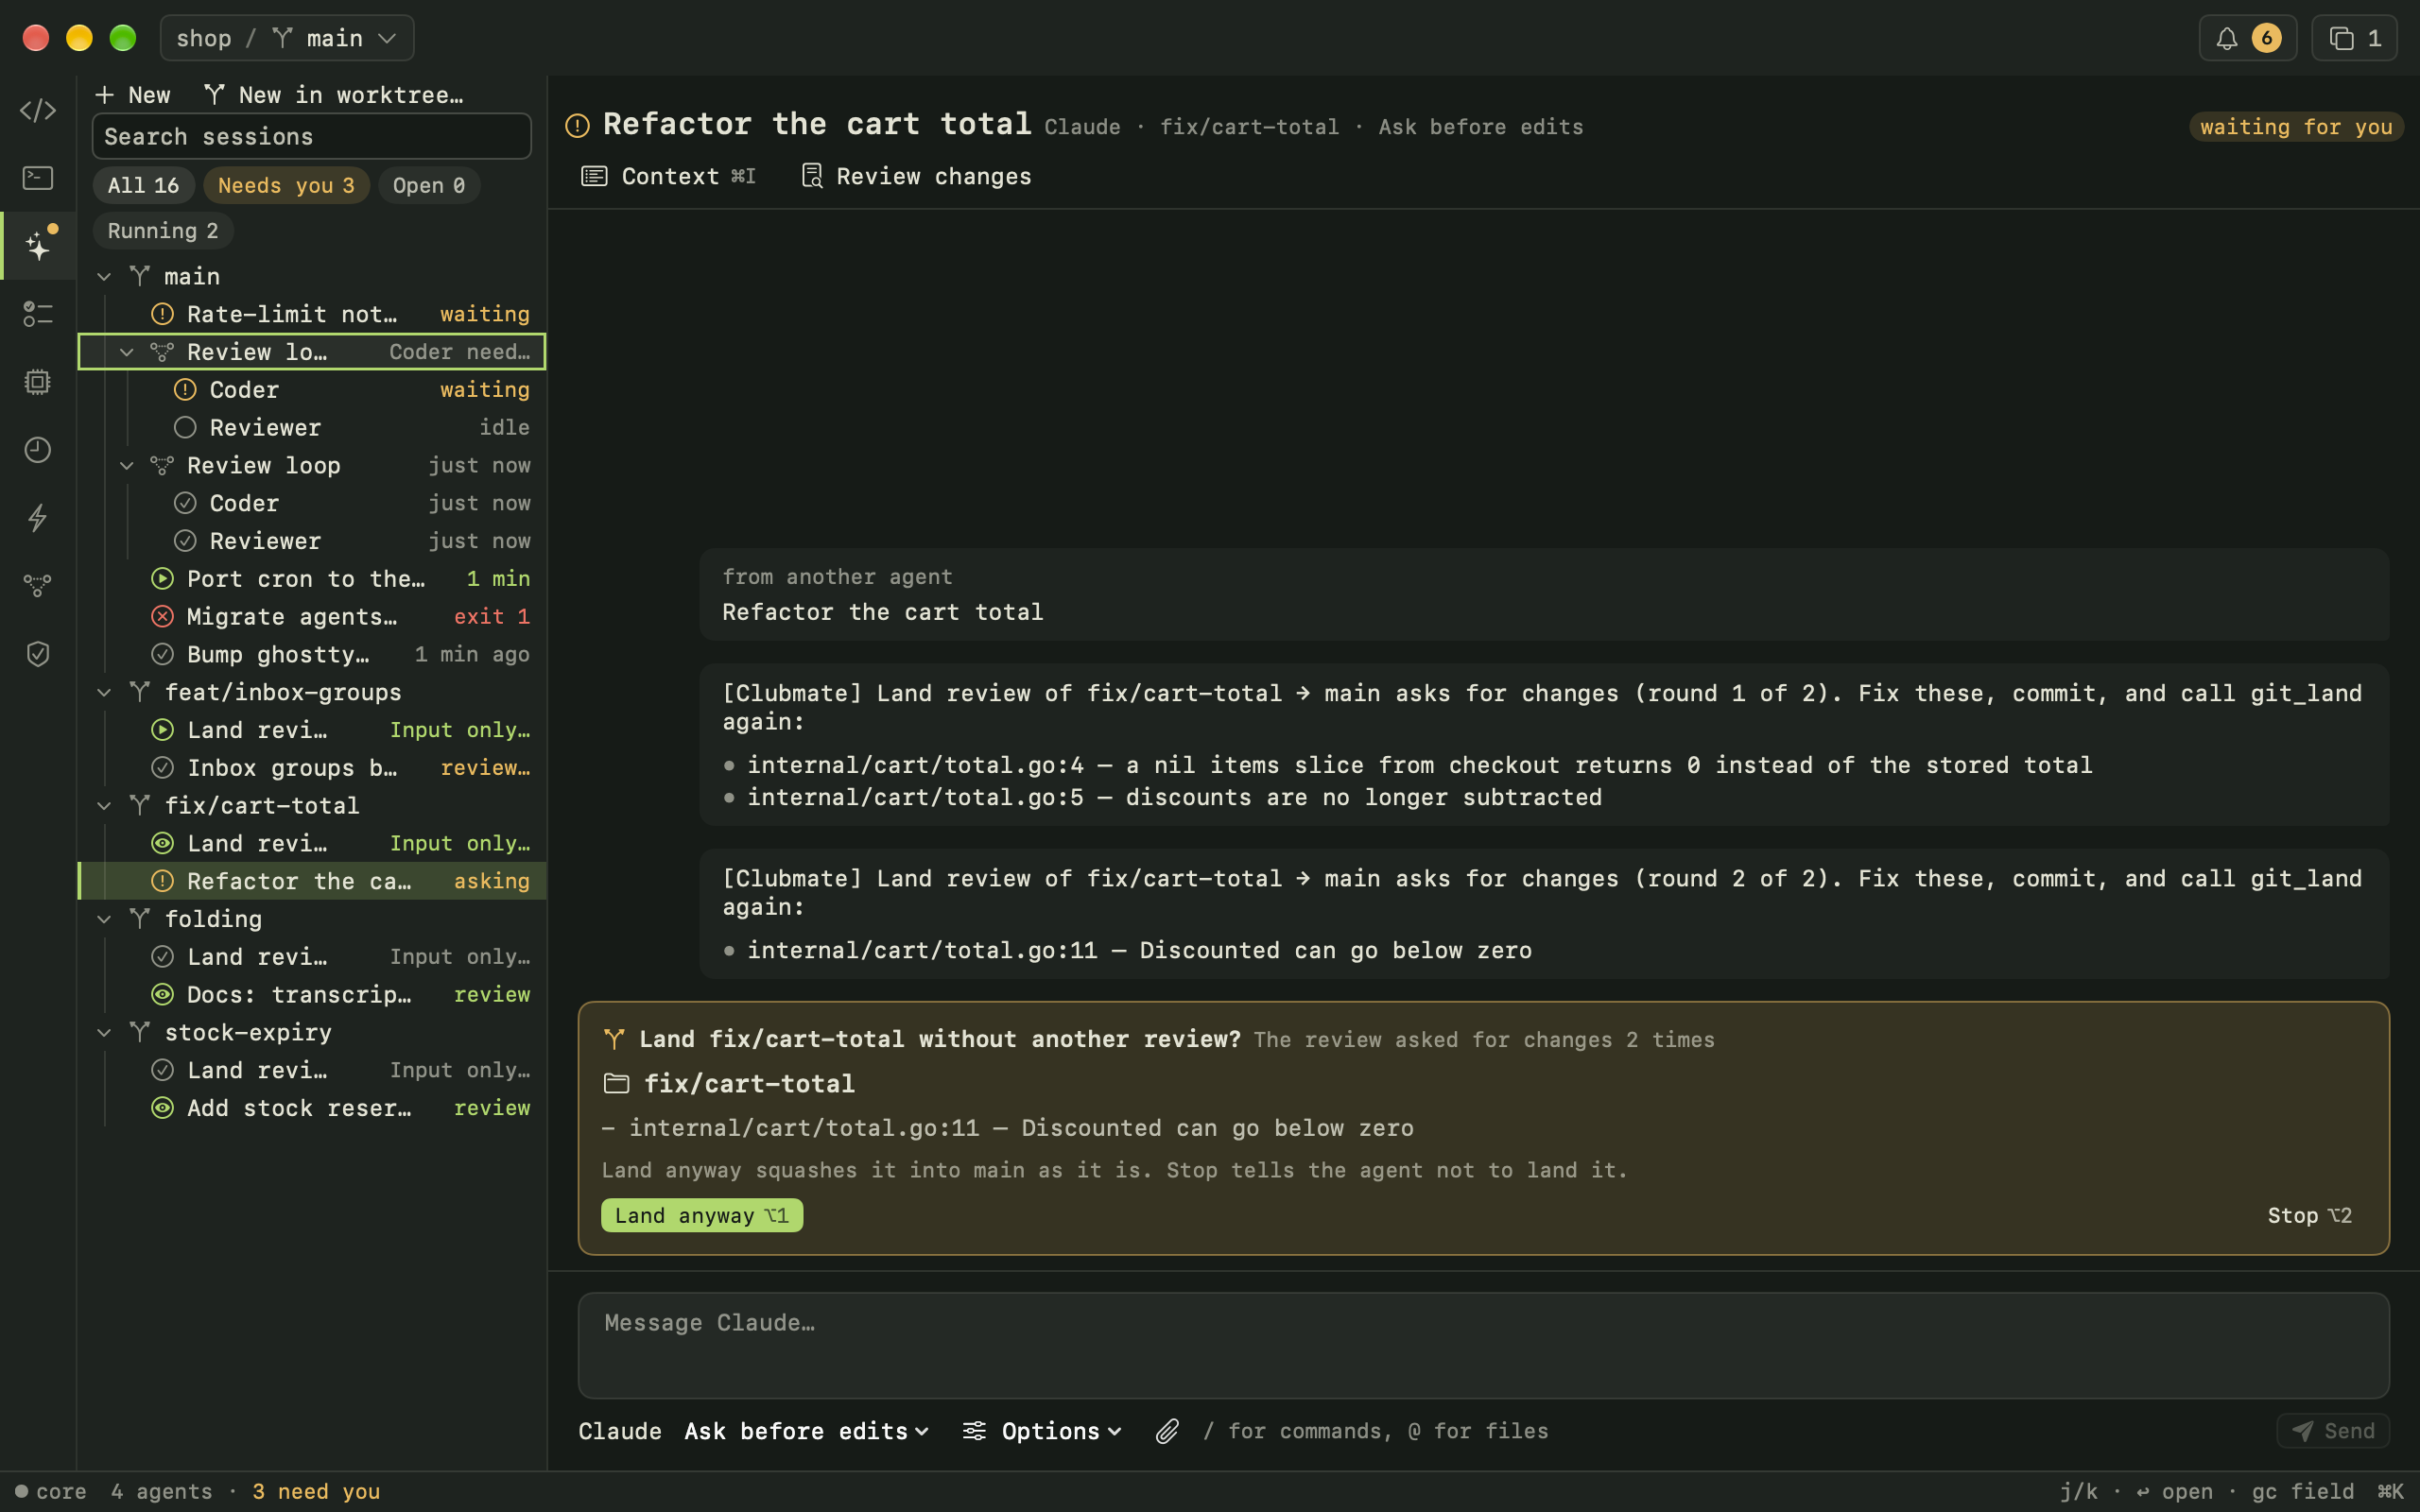 shop / main
6
1
+ New New in worktree…
Search sessions
All 16 Needs you 3 Open 0
Running 2
main
Rate-limit not… waiting
Review lo… Coder need…
Coder waiting
Reviewer idle
Review loop just now
Coder just now
Reviewer just now
Port cron to the… 1 min
Migrate agents… exit 1
Bump ghostty… 1 min ago
feat/inbox-groups
Land revi… Input only…
Inbox groups b… review…
fix/cart-total
Land revi… Input only…
Refactor the ca… asking
folding
Land revi… Input only…
Docs: transcrip… review
stock-expiry
Land revi… Input only…
Add stock reser… review
Refactor the cart total Claude · fix/cart-total · Ask before edits
waiting for you
Context ⌘I Review changes
from another agent
Refactor the cart total
[Clubmate] Land review of fix/cart-total → main asks for changes (round 1 of 2). Fix these, commit, and call git_land
again:
• internal/cart/total.go:4 — a nil items slice from checkout returns 0 instead of the stored total
• internal/cart/total.go:5 — discounts are no longer subtracted
[Clubmate] Land review of fix/cart-total → main asks for changes (round 2 of 2). Fix these, commit, and call git_land
again:
• internal/cart/total.go:11 — Discounted can go below zero
Land fix/cart-total without another review? The review asked for changes 2 times
fix/cart-total
– internal/cart/total.go:11 — Discounted can go below zero
Land anyway squashes it into main as it is. Stop tells the agent not to land it.
Land anyway ⌥1
Stop ⌥2
Message Claude…
Claude Ask before edits Options / for commands, @ for files
Send
core 4 agents · 3 need you
j/k · ↩ open · gc field ⌘K